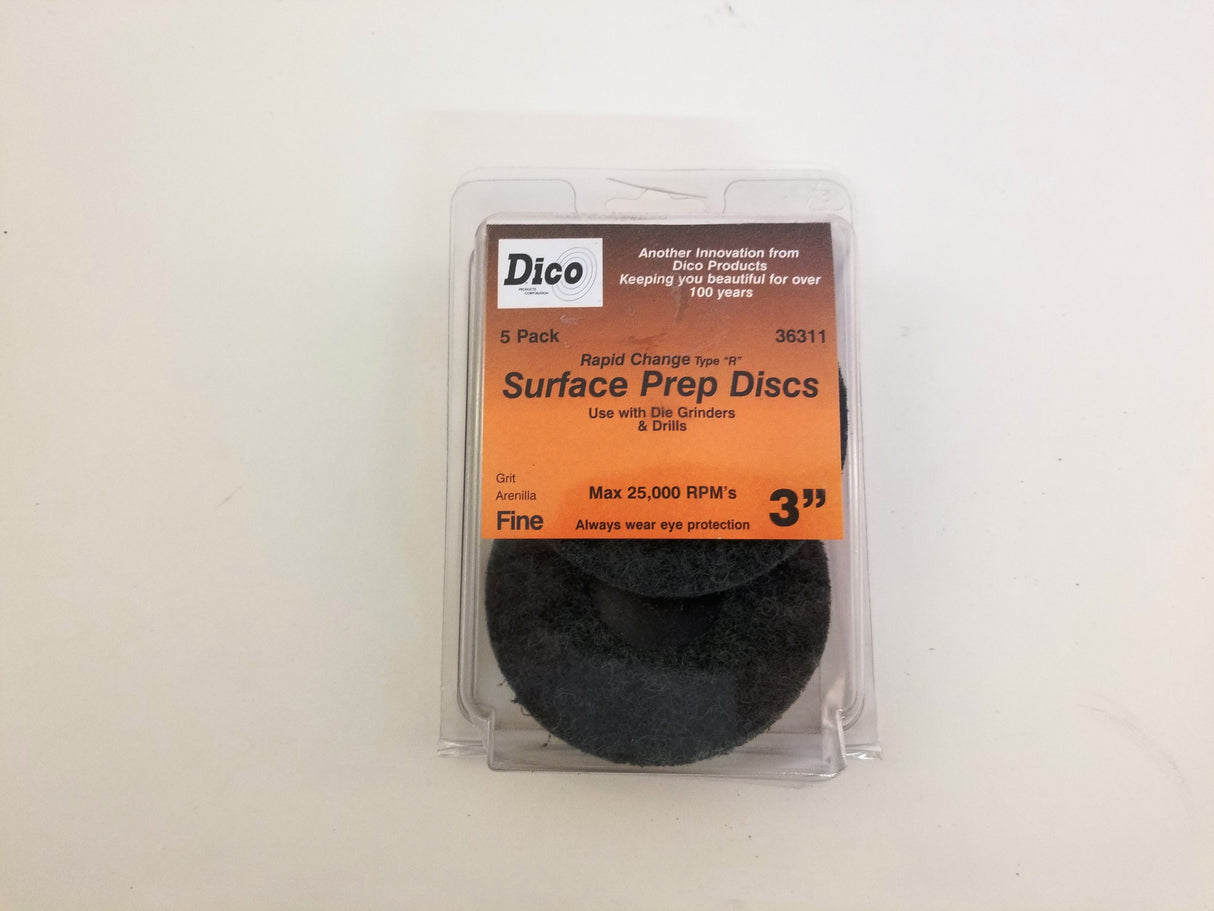 Dico
PRODUCTS
CORPORATION
Another Innovation from
Dico Products
Keeping you beautiful for over
100 years
5 Pack
36311
Rapid Change Type "R"
Surface Prep Discs
Use with Die Grinders
& Drills
Grit
Arenilla
Fine
Max 25,000 RPM's
Always wear eye protection
3”